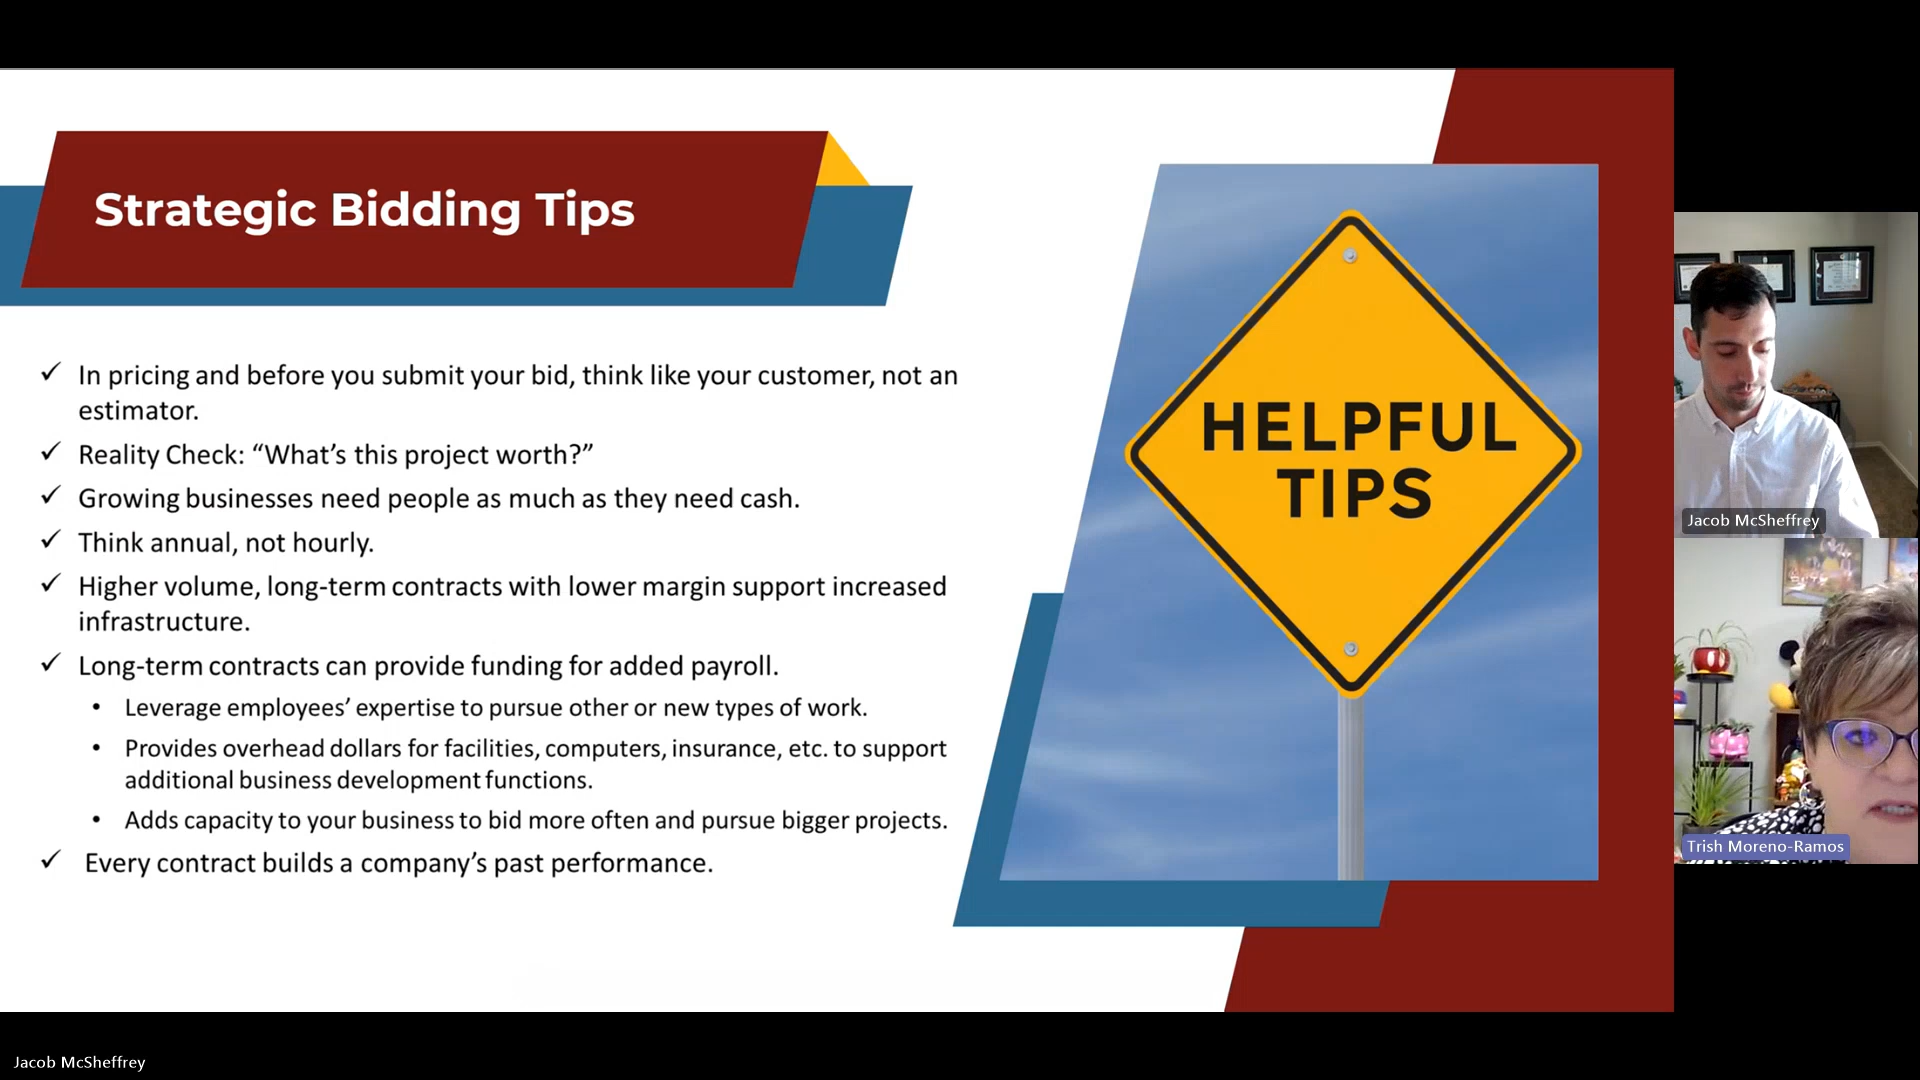 Strategic Bidding Tips
✓ In pricing and before you submit your bid, think like your customer, not an
estimator.
✓ Reality Check: “What’s this project worth?”
✓ Growing businesses need people as much as they need cash.
✓ Think annual, not hourly.
✓ Higher volume, long-term contracts with lower margin support increased
infrastructure.
✓ Long-term contracts can provide funding for added payroll.
• Leverage employees’ expertise to pursue other or new types of work.
• Provides overhead dollars for facilities, computers, insurance, etc. to support
additional business development functions.
• Adds capacity to your business to bid more often and pursue bigger projects.
✓ Every contract builds a company’s past performance.
HELPFUL
TIPS
Jacob McSheffrey
Trish Moreno-Ramos
Jacob McSheffrey